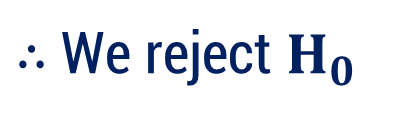 ∴ We reject H₀